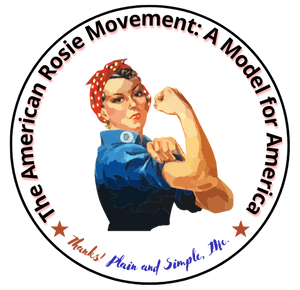 The American Rosie Movement: A Model for America
Thanks! Plain and Simple, Inc.